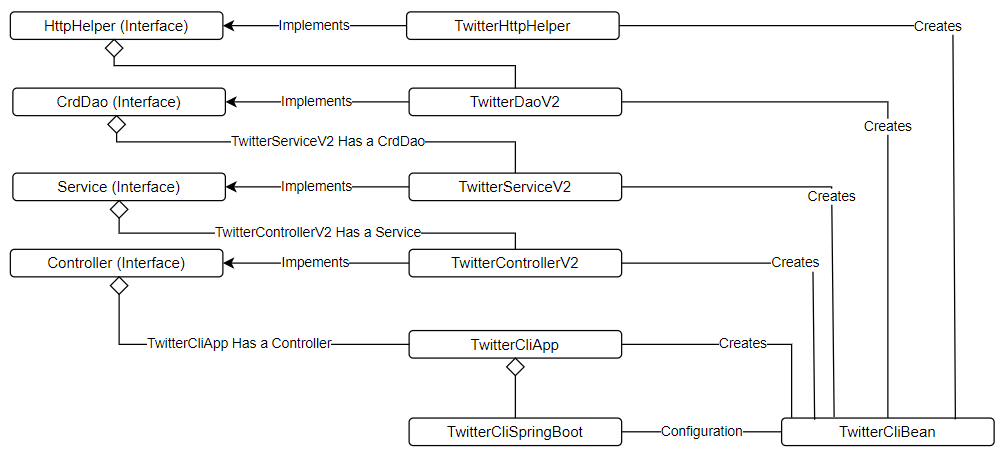 HttpHelper (Interface)
Implements
TwitterHttpHelper
Creates
CrdDao (Interface)
Implements
TwitterDaoV2
Creates
TwitterServiceV2 Has a CrdDao
Service (Interface)
Implements
TwitterServiceV2
Creates
TwitterControllerV2 Has a Service
Controller (Interface)
Impements
TwitterControllerV2
Creates
TwitterCliApp Has a Controller
TwitterCliApp
Creates
TwitterCliSpringBoot
Configuration
TwitterCliBean